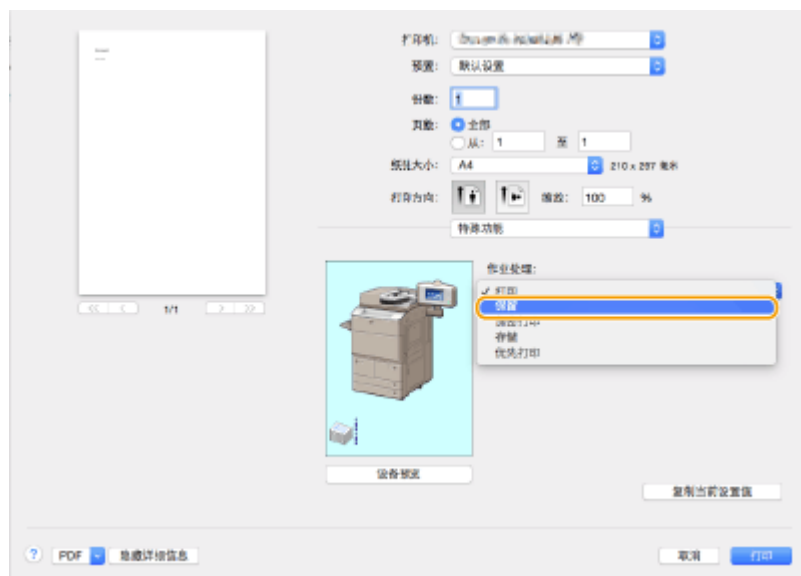 打印机:
预置: 默认设置
份数: 1
页数: 全部
从: 1 至 1
纸张大小: A4 210 x 297 毫米
打印方向: 缩放: 100 %
特殊功能
作业处理:
✓ 打印
保留
存储
优先打印
1/1
设备预览
复制当前设置值
? PDF 隐藏详细信息 取消 打印